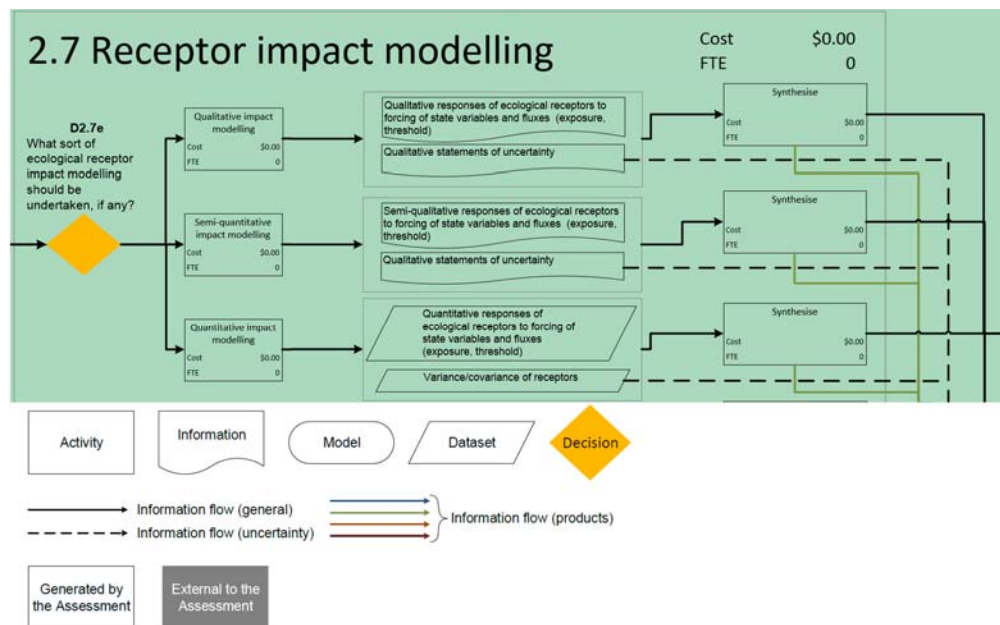 2.7 Receptor impact modelling
Cost $0.00
FTE 0
D2.7e
What sort of
ecological receptor
impact modelling
should be
undertaken, if any?
Qualitative impact
modelling
Cost $0.00
FTE 0
Qualitative responses of ecological receptors to
forcing of state variables and fluxes (exposure,
threshold)
Qualitative statements of uncertainty
Synthesise
Cost $0.00
FTE 0
Semi-quantitative
impact modelling
Cost $0.00
FTE 0
Semi-qualitative responses of ecological receptors
to forcing of state variables and fluxes (exposure,
threshold)
Qualitative statements of uncertainty
Synthesise
Cost $0.00
FTE 0
Quantitative impact
modelling
Cost $0.00
FTE 0
Quantitative responses of
ecological receptors to forcing of
state variables and fluxes
(exposure, threshold)
Variance/covariance of receptors
Synthesise
Cost $0.00
FTE 0
Activity
Information
Model
Dataset
Decision
Information flow (general)
Information flow (uncertainty)
Information flow (products)
Generated by
the Assessment
External to the
Assessment